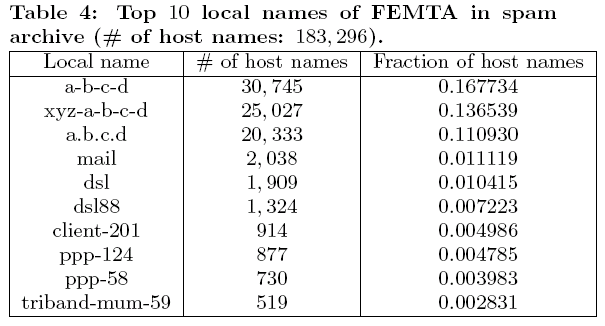 Table 4: Top 10 local names of FEMTA in spam
archive (# of host names: 183,296).
Local name # of host names Fraction of host names
a-b-c-d 30,745 0.167734
xyz-a-b-c-d 25,027 0.136539
a.b.c.d 20,333 0.110930
mail 2,038 0.011119
dsl 1,909 0.010415
dsl88 1,324 0.007223
client-201 914 0.004986
ppp-124 877 0.004785
ppp-58 730 0.003983
triband-mum-59 519 0.002831